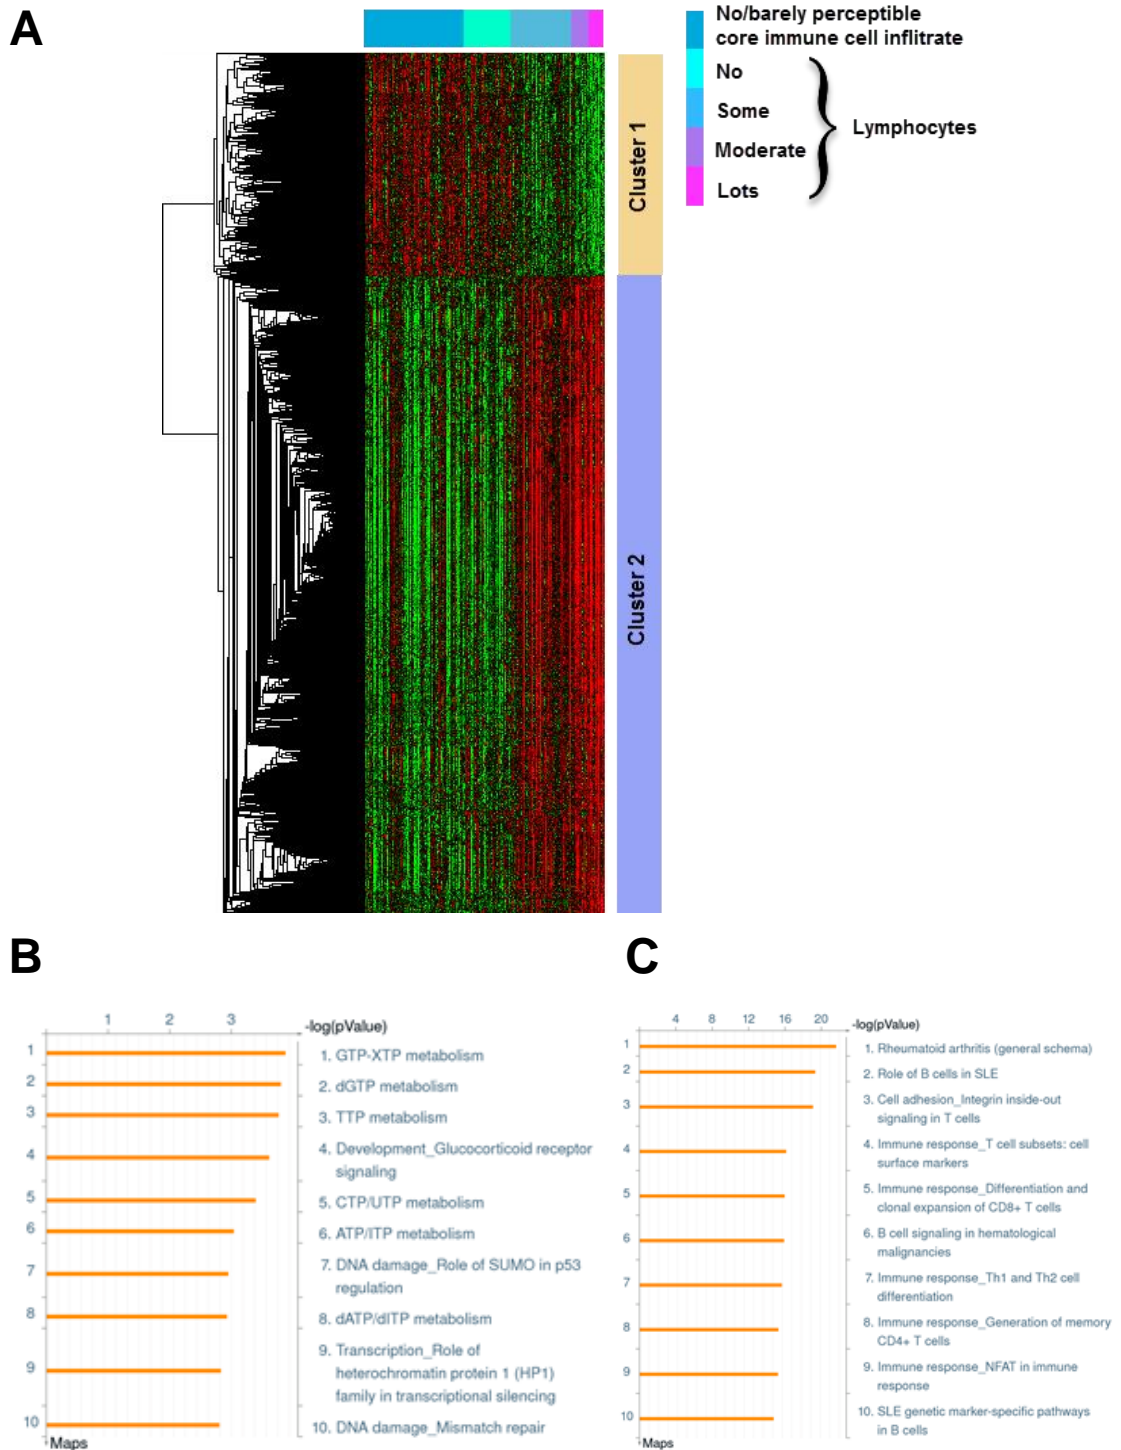 A
No/barely perceptible
core immune cell inflitrate
No
Some
Moderate
Lots
Lymphocytes
Cluster 1
Cluster 2
B
1 2 3
-log(pValue)
1
2
3
4
5
6
7
8
9
10
Maps
1. GTP-XTP metabolism
2. dGTP metabolism
3. TTP metabolism
4. Development_Glucocorticoid receptor
signaling
5. CTP/UTP metabolism
6. ATP/ITP metabolism
7. DNA damage_Role of SUMO in p53
regulation
8. dATP/dITP metabolism
9. Transcription_Role of
heterochromatin protein 1 (HP1)
family in transcriptional silencing
10. DNA damage_Mismatch repair
C
4 8 12 16 20
-log(pValue)
1
2
3
4
5
6
7
8
9
10
Maps
1. Rheumatoid arthritis (general schema)
2. Role of B cells in SLE
3. Cell adhesion_Integrin inside-out
signaling in T cells
4. Immune response_T cell subsets: cell
surface markers
5. Immune response_Differentiation and
clonal expansion of CD8+ T cells
6. B cell signaling in hematological
malignancies
7. Immune response_Th1 and Th2 cell
differentiation
8. Immune response_Generation of memory
CD4+ T cells
9. Immune response_NFAT in immune
response
10. SLE genetic marker-specific pathways
in B cells